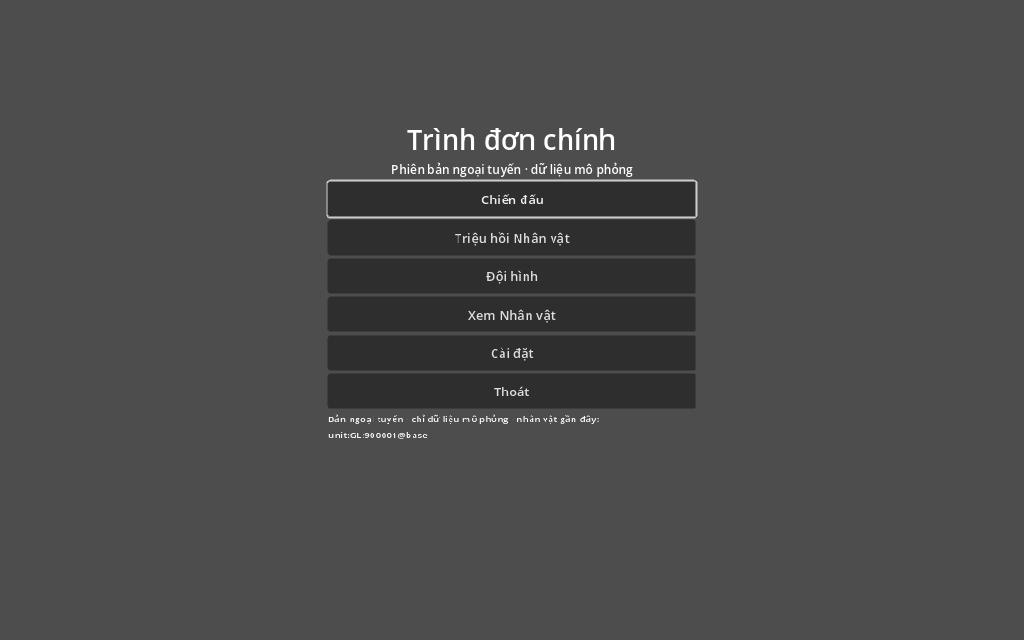 Trình đơn chính
Phiên bản ngoại tuyến · dữ liệu mô phỏng
Chiến đấu
Triệu hồi Nhân vật
Đội hình
Xem Nhân vật
Cài đặt
Thoát
Bản ngoại tuyến · chỉ dữ liệu mô phỏng · nhân vật gần đây:
unit:GL:900001@base